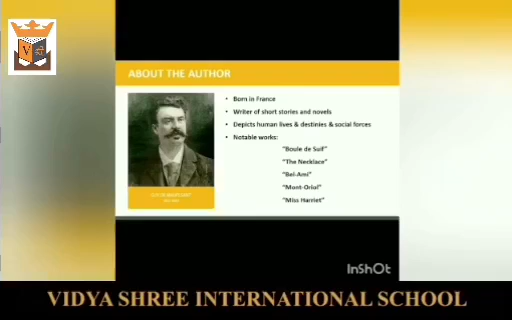 V
ABOUT THE AUTHOR
• Born in France
• Writer of short stories and novels
• Depicts human lives & destinies & social forces
• Notable works:
"Boule de Suif"
"The Necklace"
"Bel-Ami"
"Mont-Oriol"
"Miss Harriet"
InShOt
VIDYA SHREE INTERNATIONAL SCHOOL